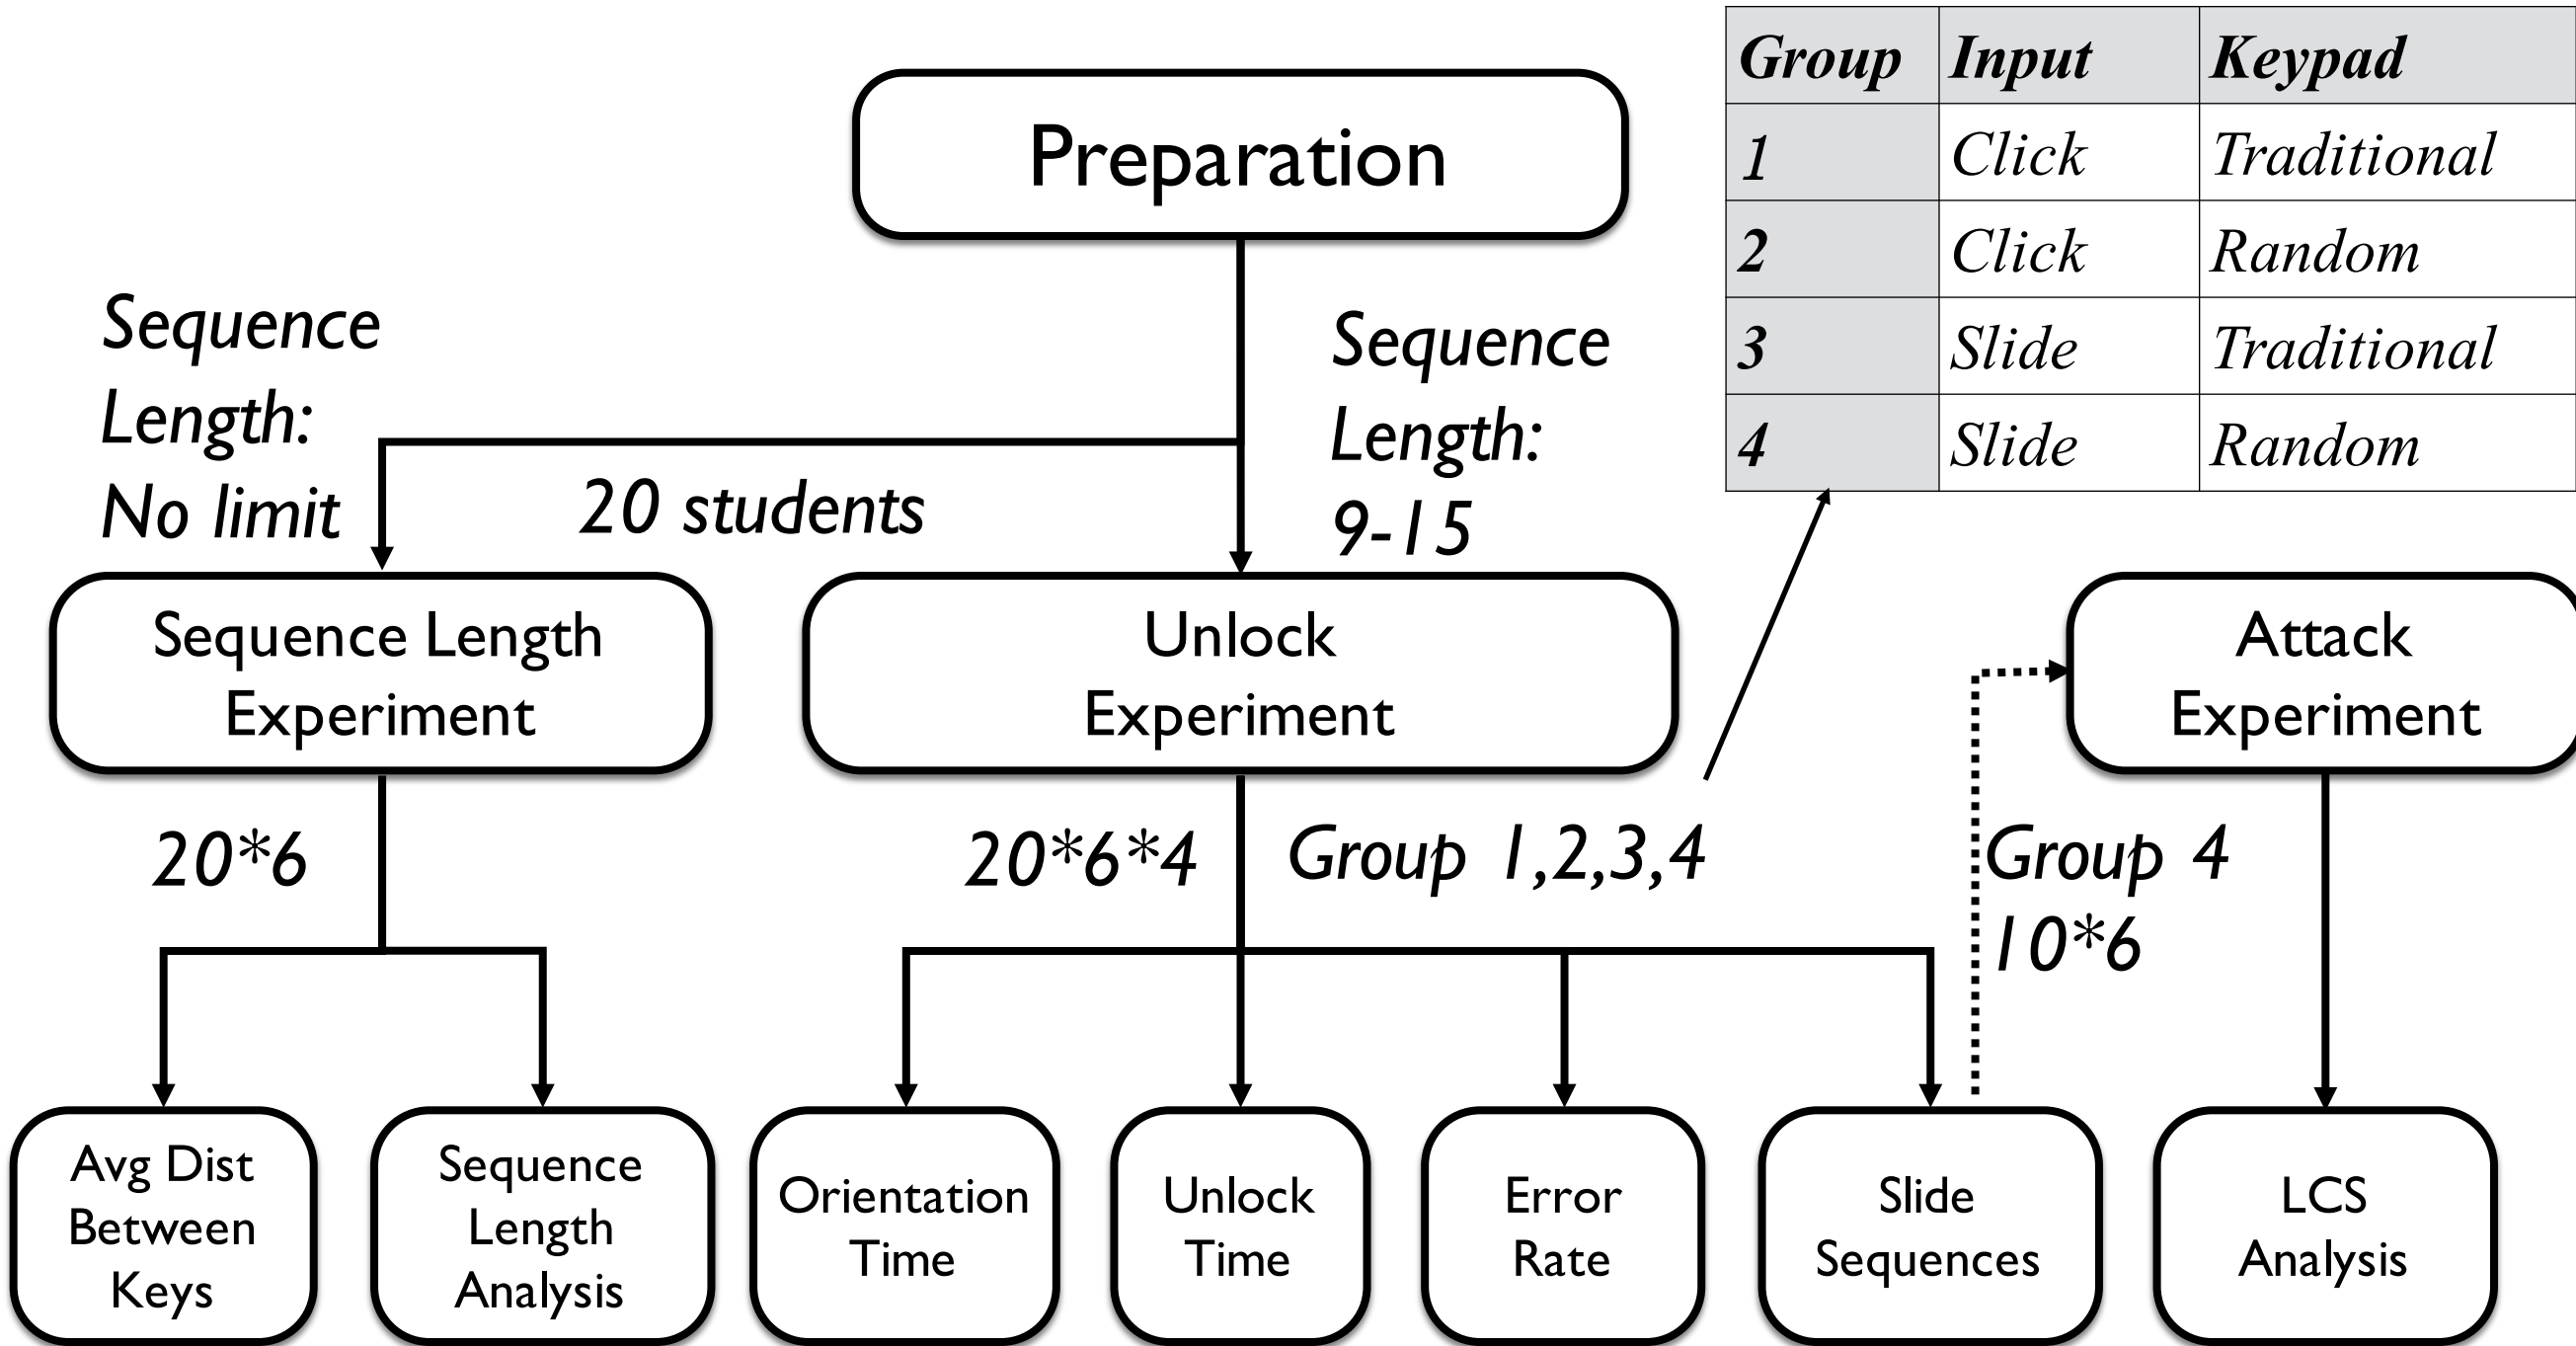 Group Input Keypad
1 Click Traditional
2 Click Random
3 Slide Traditional
4 Slide Random
Preparation
Sequence
Length:
No limit
20 students
Sequence
Length:
9-15
Sequence Length
Experiment
Unlock
Experiment
Attack
Experiment
20*6
20*6*4
Group 1,2,3,4
Group 4
10*6
Avg Dist
Between
Keys
Sequence
Length
Analysis
Orientation
Time
Unlock
Time
Error
Rate
Slide
Sequences
LCS
Analysis